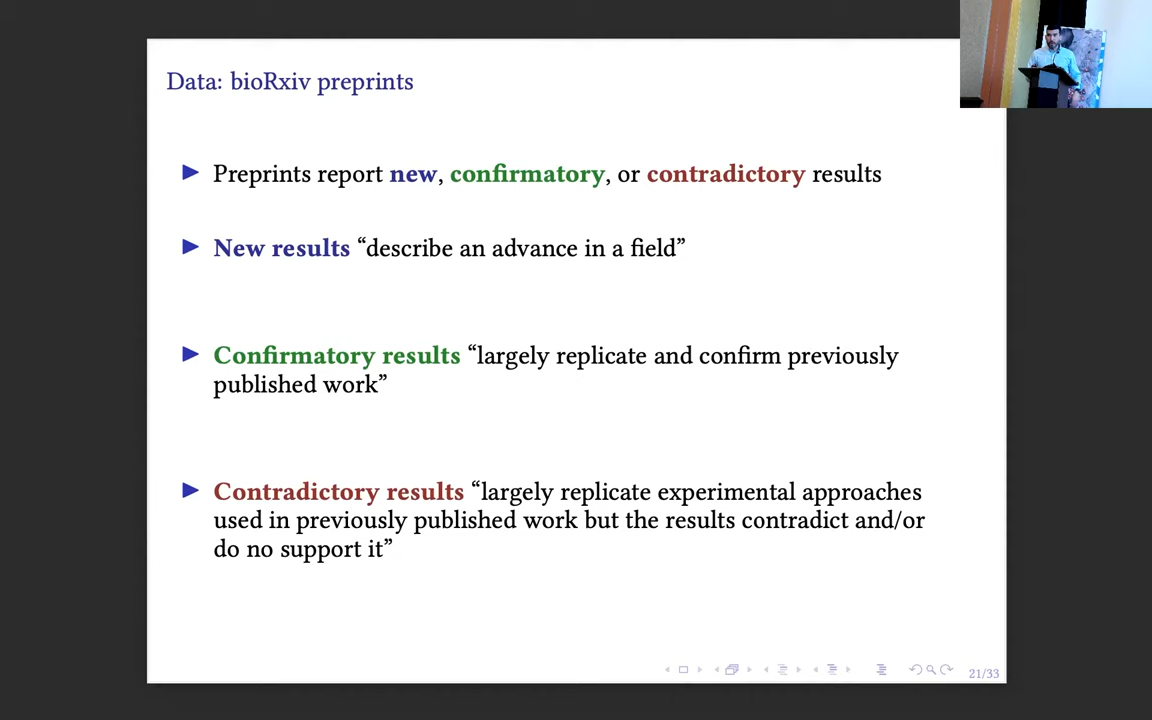 Data: bioRxiv preprints
Preprints report new, confirmatory, or contradictory results
New results “describe an advance in a field”
Confirmatory results “largely replicate and confirm previously
published work”
Contradictory results “largely replicate experimental approaches
used in previously published work but the results contradict and/or
do no support it”
21/33